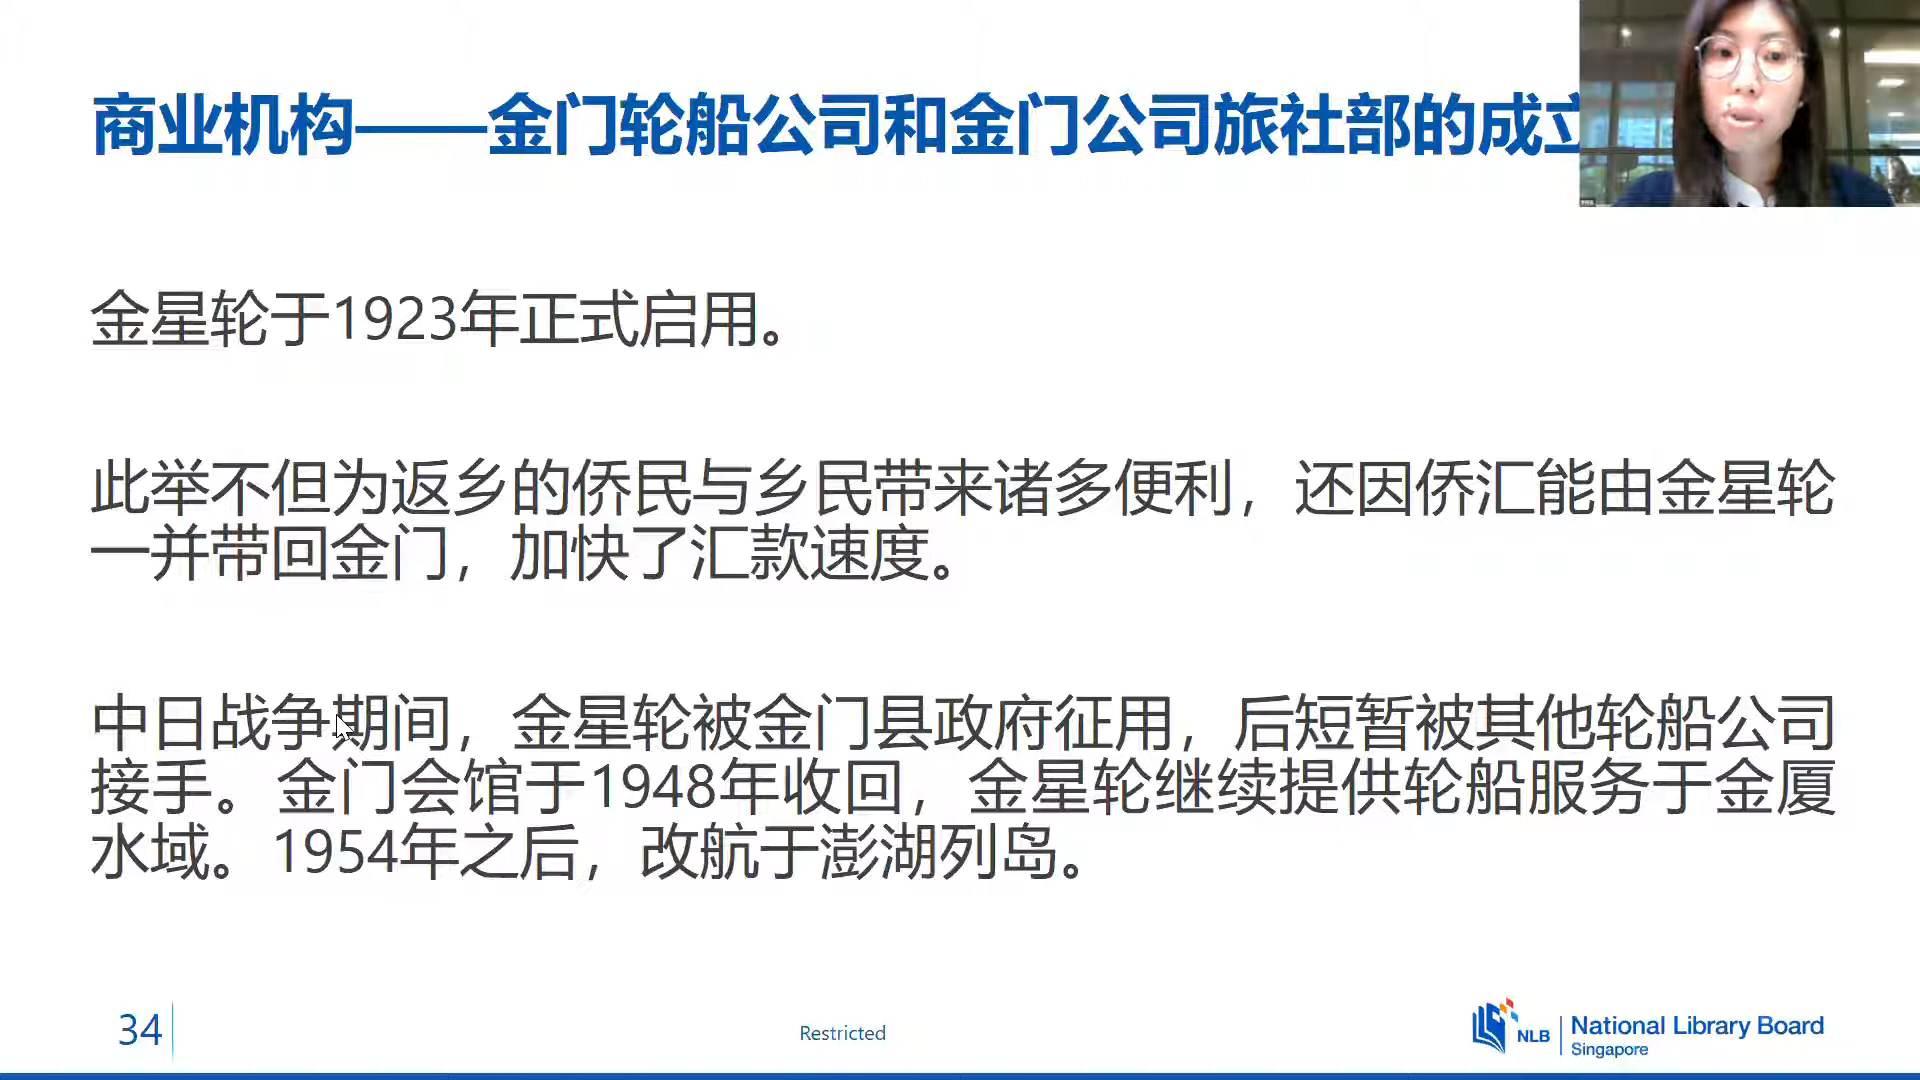 商业机构——金门轮船公司和金门公司旅社部的成立
金星轮于1923年正式启用。
此举不但为返乡的侨民与乡民带来诸多便利，还因侨汇能由金星轮
一并带回金门，加快了汇款速度。
中日战争期间，金星轮被金门县政府征用，后短暂被其他轮船公司
接手。金门会馆于1948年收回，金星轮继续提供轮船服务于金厦
水域。1954年之后，改航于澎湖列岛。
34
Restricted
NLB
National Library Board
Singapore